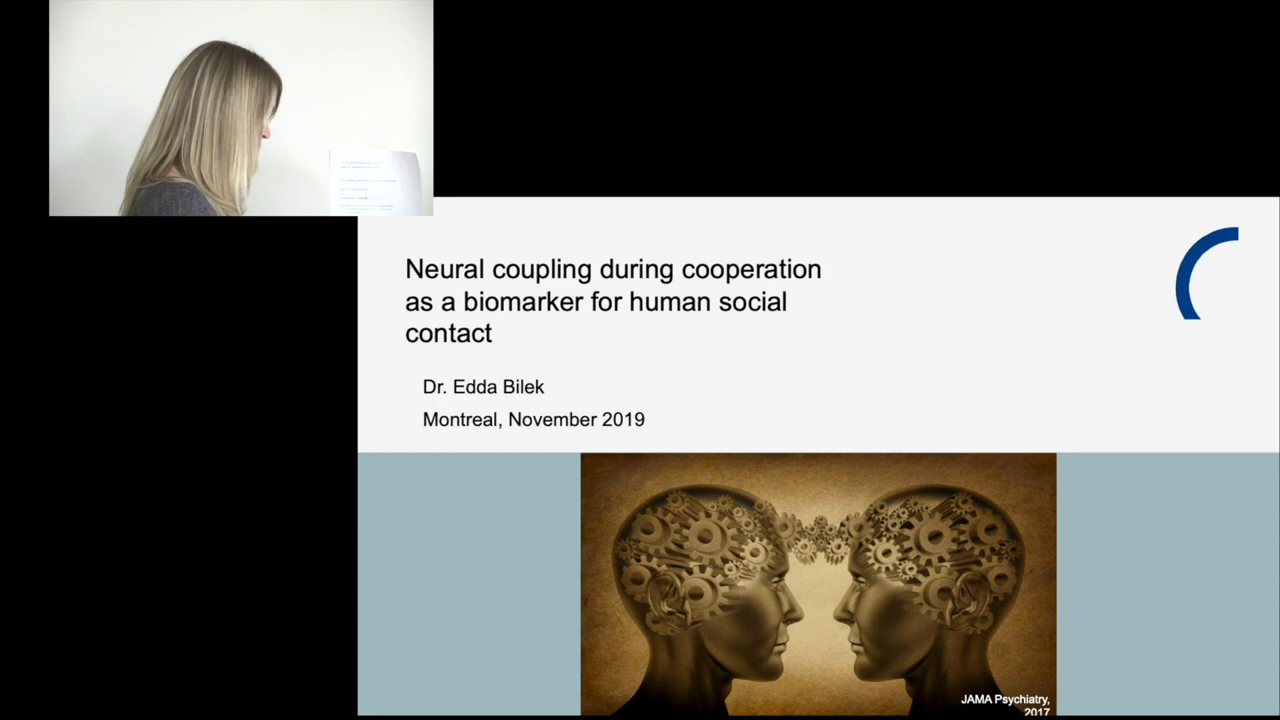 Neural coupling during cooperation
as a biomarker for human social
contact
Dr. Edda Bilek
Montreal, November 2019
JAMA Psychiatry,
2017